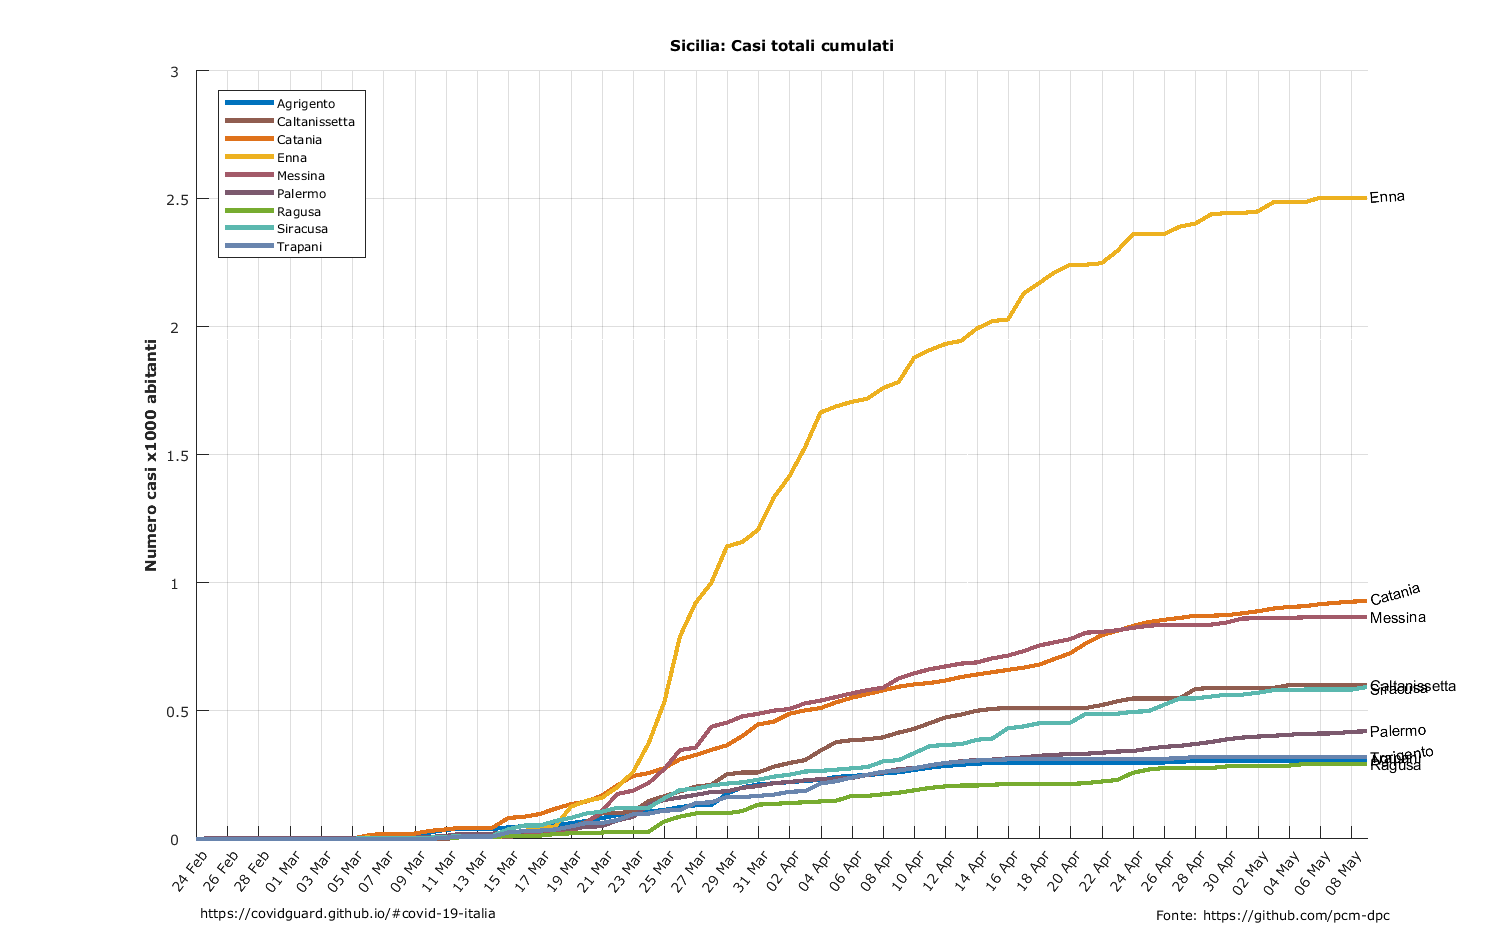 Sicilia: Casi totali cumulati
3
2.5
2
1.5
1
0.5
0
Numero casi x1000 abitanti
Agrigento
Caltanissetta
Catania
Enna
Messina
Palermo
Ragusa
Siracusa
Trapani
Enna
Catania
Messina
Caltanissetta
Siracusa
Palermo
Trapani
Agrigento
Ragusa
24 Feb
26 Feb
28 Feb
01 Mar
03 Mar
05 Mar
07 Mar
09 Mar
11 Mar
13 Mar
15 Mar
17 Mar
19 Mar
21 Mar
23 Mar
25 Mar
27 Mar
29 Mar
31 Mar
02 Apr
04 Apr
06 Apr
08 Apr
10 Apr
12 Apr
14 Apr
16 Apr
18 Apr
20 Apr
22 Apr
24 Apr
26 Apr
28 Apr
30 Apr
02 May
04 May
06 May
08 May
https://covidguard.github.io/#covid-19-italia
Fonte: https://github.com/pcm-dpc